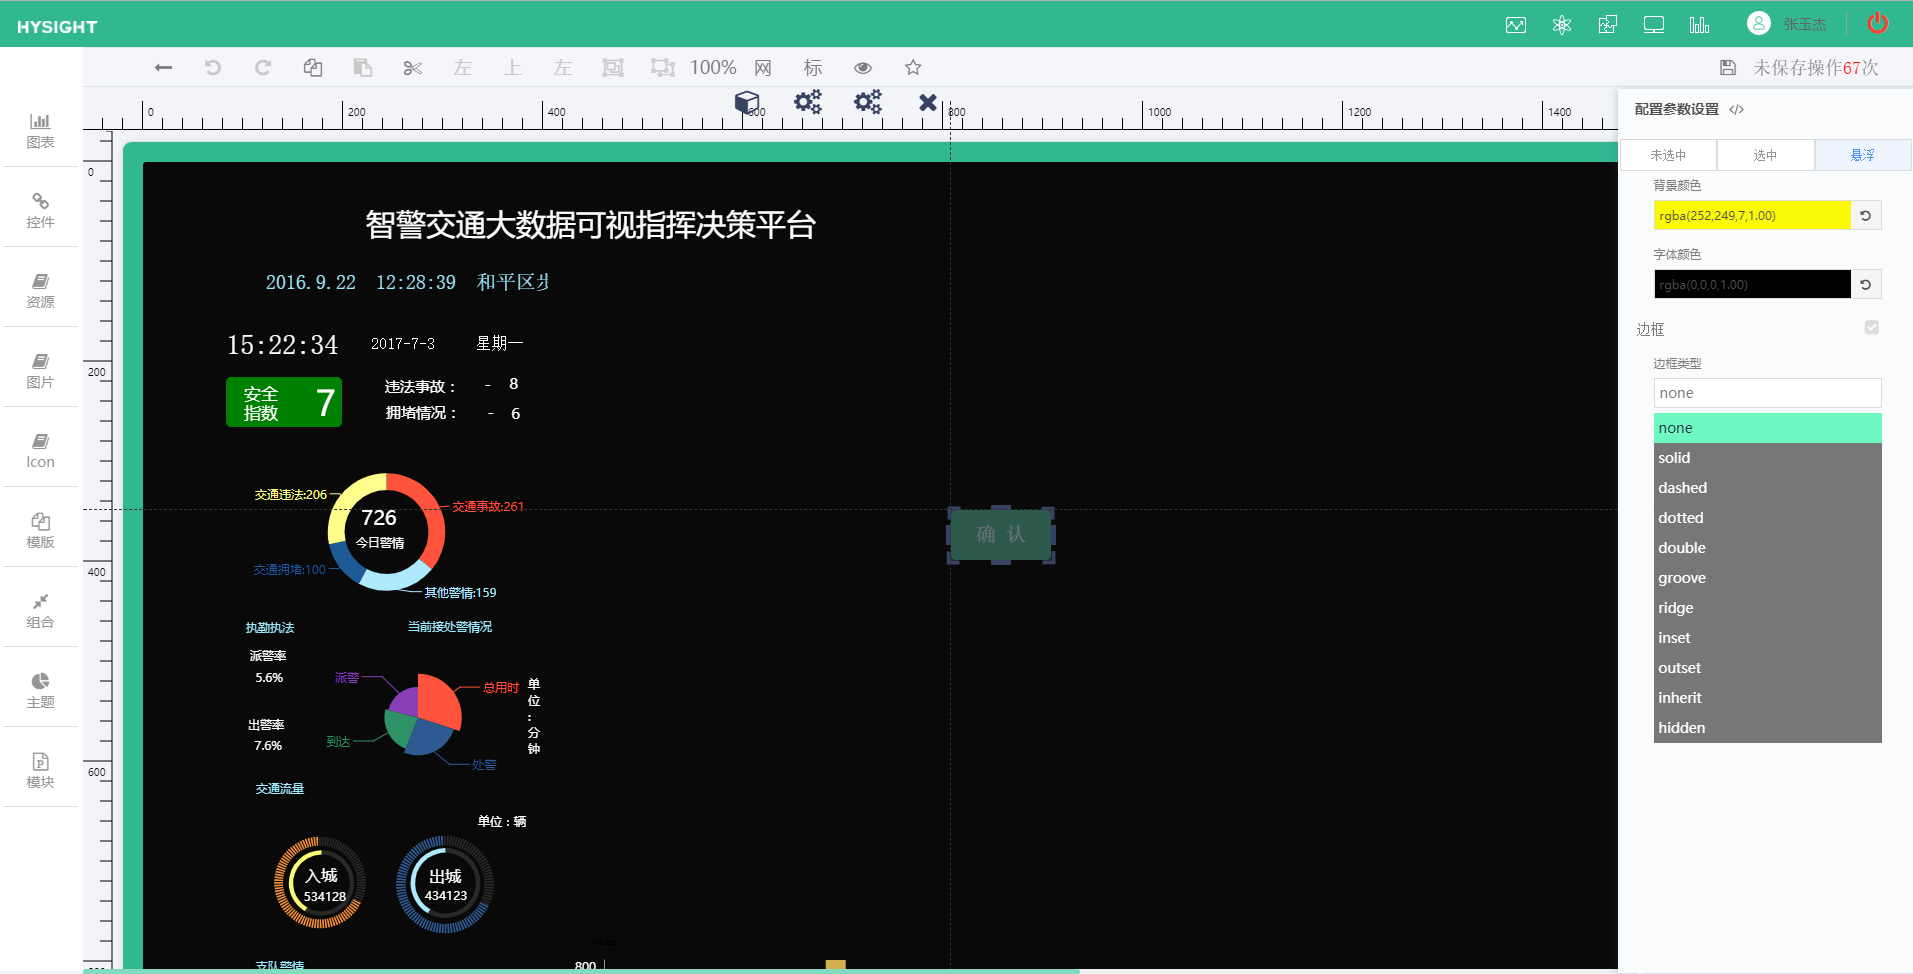 HYSIGHT
张玉杰
左 上 左 100% 网 标
未保存操作67次
0 200 400 600 800 1000 1200 1400
0
200
400
600
图表
控件
资源
图片
Icon
模版
组合
主题
模块
智警交通大数据可视指挥决策平台
2016.9.22 12:28:39 和平区
15:22:34 2017-7-3 星期一
安全
指数
7
违法事故： - 8
拥堵情况： - 6
交通违法:206
交通事故:261
726
今日警情
交通拥堵:100
其他警情:159
执勤执法
当前接处警情况
派警率
5.6%
出警率
7.6%
派警
总用时
到达
处警
单位：分钟
交通流量
单位：辆
入城
534128
出城
434123
支队警情
800
确 认
配置参数设置 </>
未选中 选中 悬浮
背景颜色
rgba(252,249,7,1.00)
字体颜色
rgba(0,0,0,1.00)
边框
边框类型
none
none
solid
dashed
dotted
double
groove
ridge
inset
outset
inherit
hidden